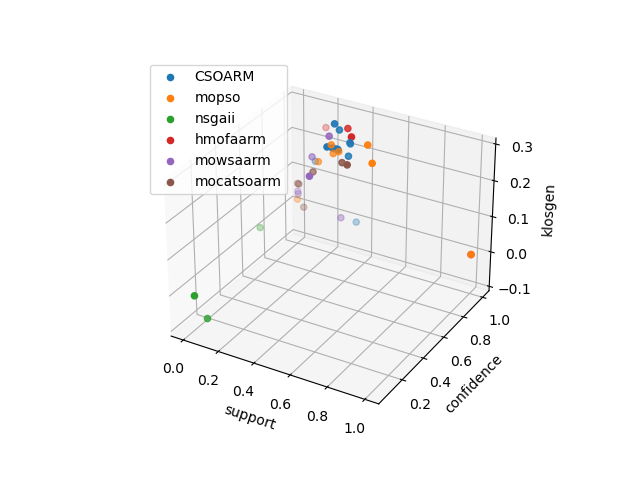 CSOARM
mopso
nsgaii
hmofaarm
mowsaarm
mocatsoarm
0.3
0.2
0.1
0.0
−0.1
klosgen
0.0
0.2
0.4
0.6
0.8
1.0
support
0.2
0.4
0.6
0.8
1.0
confidence